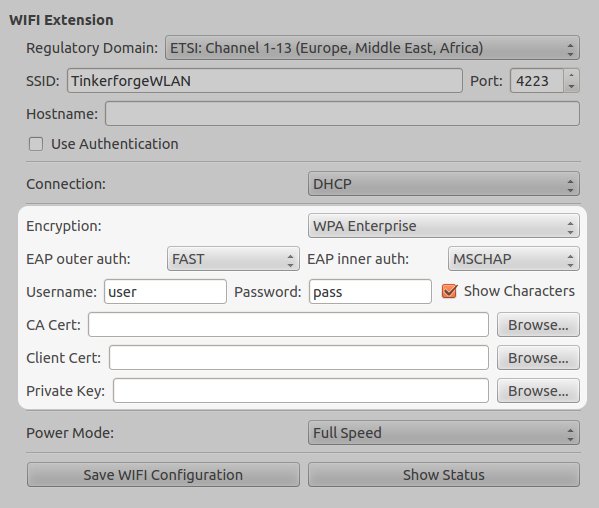 WIFI Extension
Regulatory Domain: ETSI: Channel 1-13 (Europe, Middle East, Africa)
SSID: TinkerforgeWLAN Port: 4223
Hostname:
Use Authentication
Connection: DHCP
Encryption: WPA Enterprise
EAP outer auth: FAST EAP inner auth: MSCHAP
Username: user Password: pass Show Characters
CA Cert: Browse...
Client Cert: Browse...
Private Key: Browse...
Power Mode: Full Speed
Save WIFI Configuration Show Status